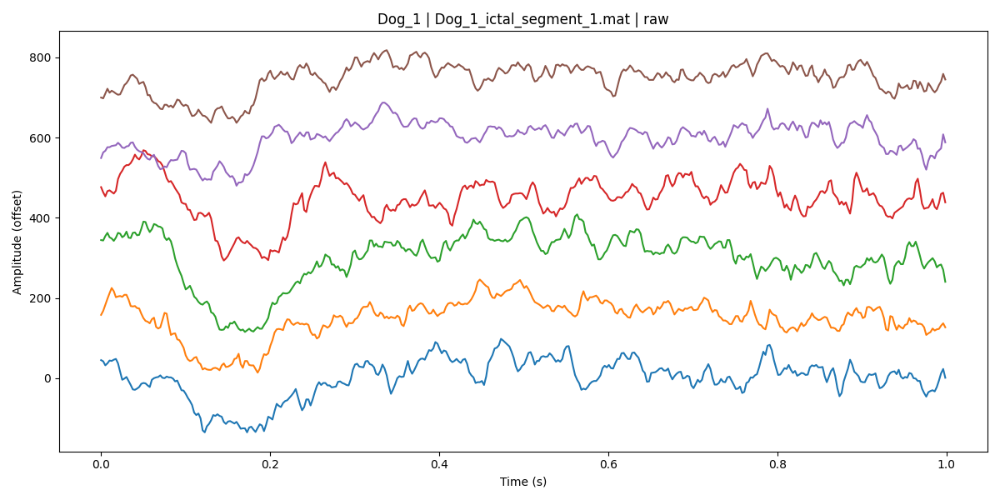 Dog_1 | Dog_1_ictal_segment_1.mat | raw
800
600
400
200
0
Amplitude (offset)
0.0 0.2 0.4 0.6 0.8 1.0
Time (s)